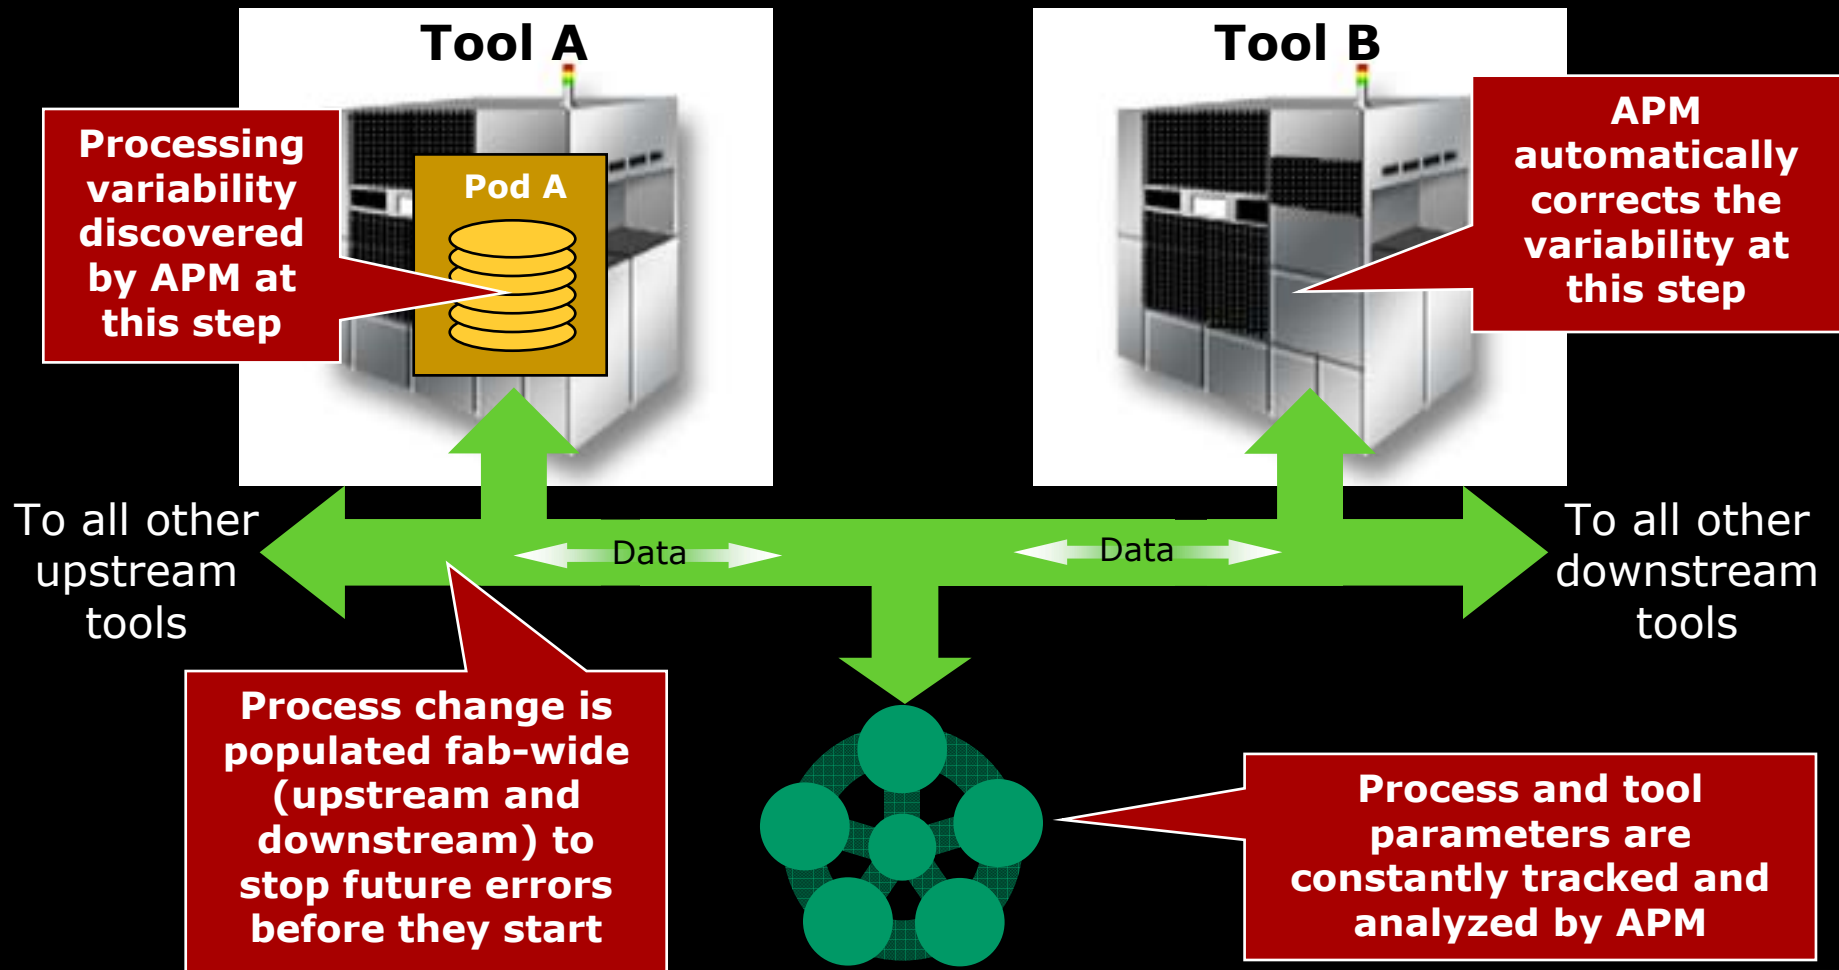 Tool A
Tool B
Processing
variability
discovered
by APM at
this step
Pod A
APM
automatically
corrects the
variability at
this step
To all other
upstream
tools
Data
Data
To all other
downstream
tools
Process change is
populated fab-wide
(upstream and
downstream) to
stop future errors
before they start
Process and tool
parameters are
constantly tracked and
analyzed by APM